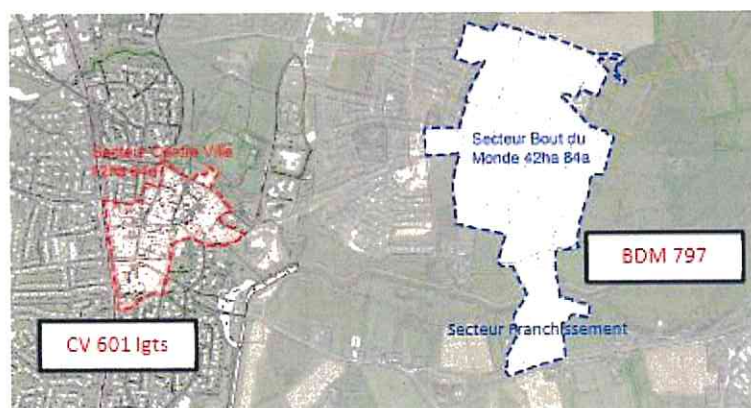 Secteur Centre Ville
Secteur Bout du
Monde 42ha 84a
BDM 797
Secteur Franchissement
CV 601 lgts